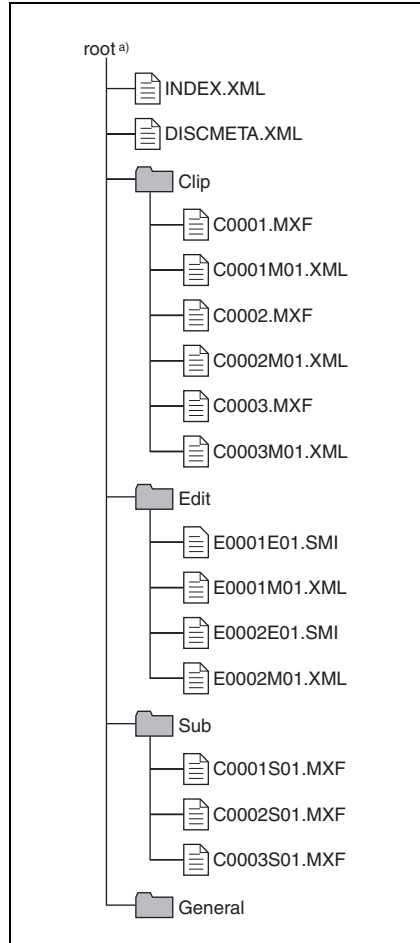 root a)
INDEX.XML
DISCMETA.XML
Clip
C0001.MXF
C0001M01.XML
C0002.MXF
C0002M01.XML
C0003.MXF
C0003M01.XML
Edit
E0001E01.SMI
E0001M01.XML
E0002E01.SMI
E0002M01.XML
Sub
C0001S01.MXF
C0002S01.MXF
C0003S01.MXF
General